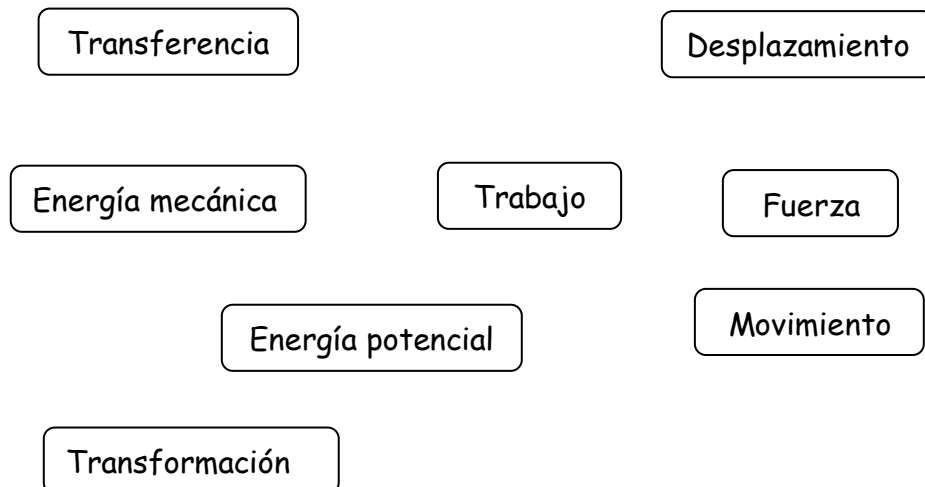 Transferencia
Desplazamiento
Energía mecánica
Trabajo
Fuerza
Energía potencial
Movimiento
Transformación